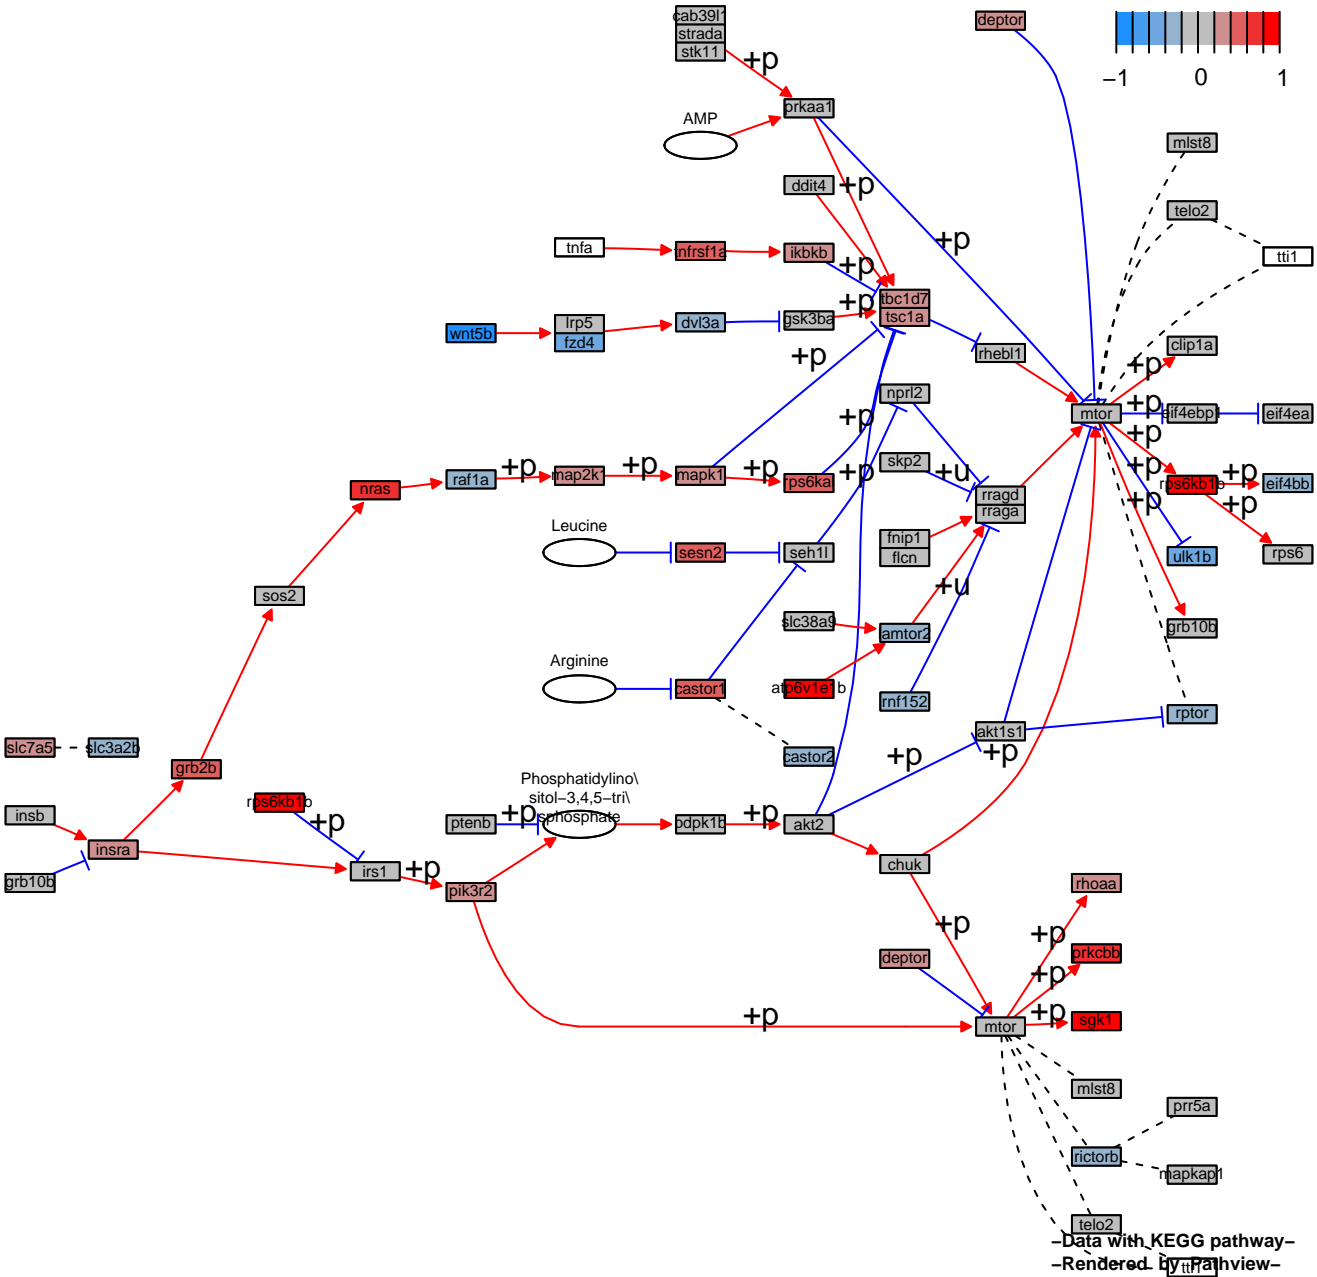 cab39l1
strada
stk11
+p
deptor
−1
0
1
prkaa1
AMP
mlst8
ddit4
+p
telo2
tnfa
tnfrsf1a
ikbkb
+p
+p
tti1
tbc1d7
tsc1a
+p
gsk3ba
wnt5b
lrp5
fzd4
dvl3a
+p
rhebl1
clip1a
+p
nprl2
+p
mtor
+p
eif4ebp1
eif4ea
+p
skp2
+u
raf1a
+p
map2k1
+p
mapk1
+p
rps6ka
+p
+p
rps6kb1b
+p
eif4bb
nras
rragd
rraga
+p
+p
Leucine
sesn2
seh1l
fnip1
flcn
ulk1b
rps6
sos2
+u
slc38a9
amtor2
grb10b
Arginine
castor1
atp6v1e1b
rnf152
rptor
akt1s1
+p
+p
slc7a5
slc3a2b
castor2
grb2b
Phosphatidylino\
sitol−3,4,5−tri\
sphosphate
rps6kb1b
+p
insb
ptenb
+p
pdpk1b
+p
akt2
insra
irs1
+p
chuk
grb10b
pik3r2
rhoaa
+p
+p
deptor
prkcbb
+p
+p
mtor
+p
sgk1
mlst8
prr5a
rictorb
mapkap1
telo2
−Data with KEGG pathway−
−Rendered by Pathview−
tti1